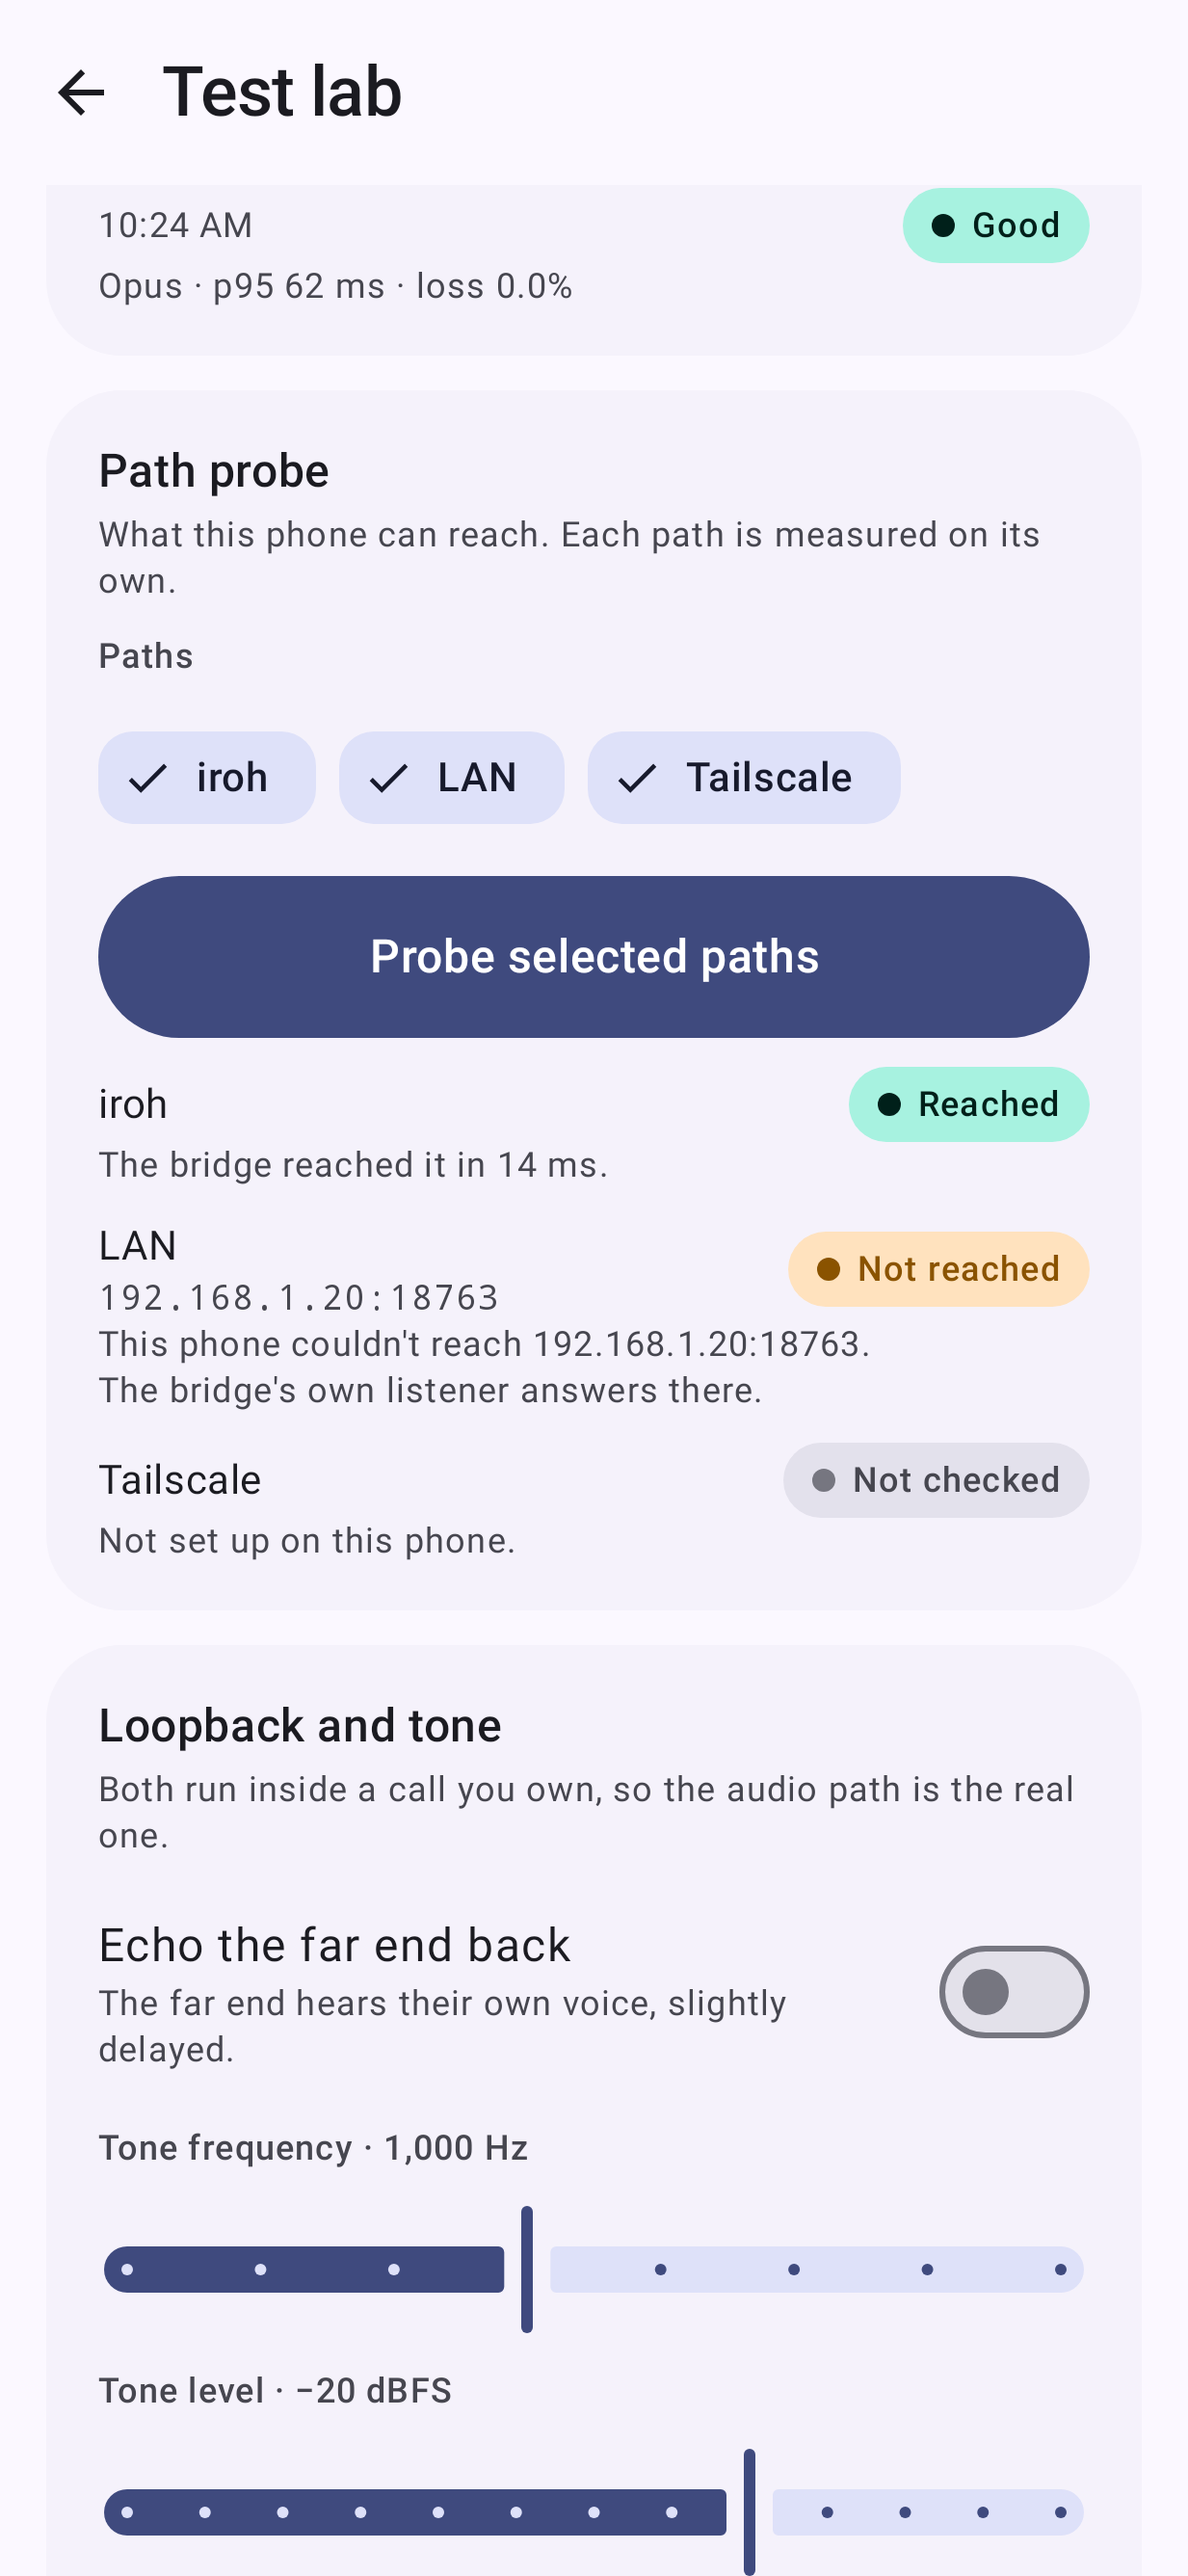 Test lab
10:24 AM
Good
Opus · p95 62 ms · loss 0.0%
Path probe
What this phone can reach. Each path is measured on its
own.
Paths
iroh
LAN
Tailscale
Probe selected paths
iroh
Reached
The bridge reached it in 14 ms.
LAN
192.168.1.20:18763
Not reached
This phone couldn't reach 192.168.1.20:18763.
The bridge's own listener answers there.
Tailscale
Not checked
Not set up on this phone.
Loopback and tone
Both run inside a call you own, so the audio path is the real
one.
Echo the far end back
The far end hears their own voice, slightly
delayed.
Tone frequency · 1,000 Hz
Tone level · −20 dBFS